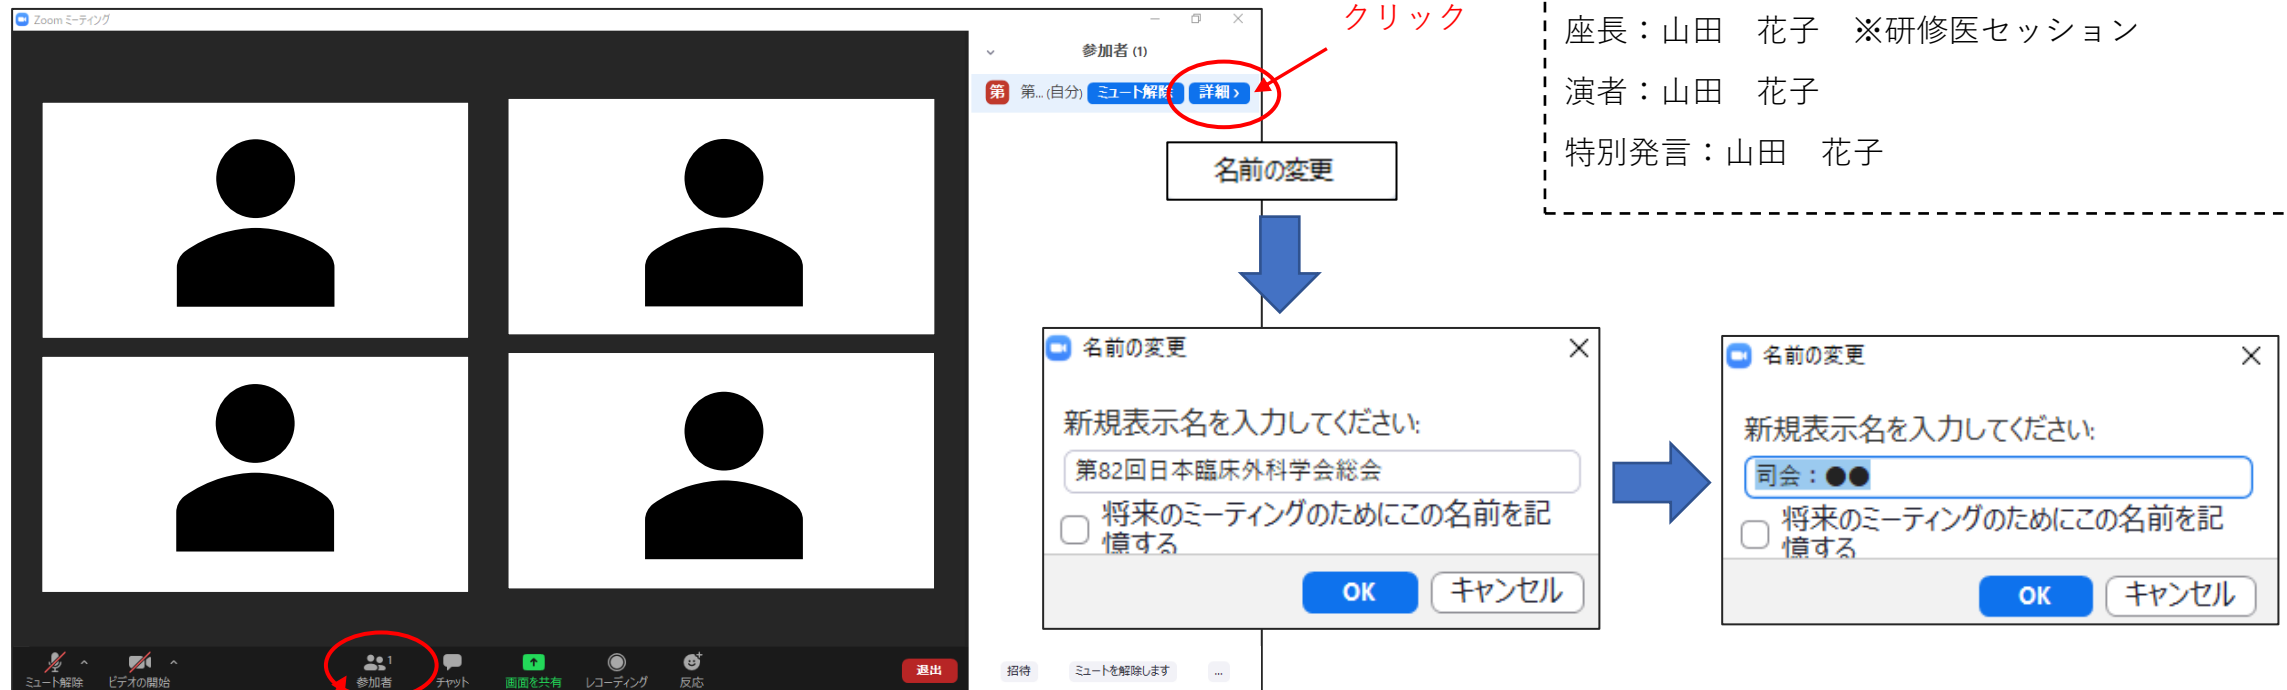 Zoom ミーティング
クリック
座長：山田　花子　※研修医セッション
演者：山田　花子
特別発言：山田　花子
参加者 (1)
第 第... (自分) ミュート解除 詳細 >
名前の変更
名前の変更
新規表示名を入力してください:
第82回日本臨床外科学会総会
将来のミーティングのためにこの名前を記
憶する
OK キャンセル
名前の変更
新規表示名を入力してください:
司会：●●
将来のミーティングのためにこの名前を記
憶する
OK キャンセル
ミュート解除 ビデオの開始 参加者 1 チャット 画面を共有 レコーディング 反応 退出
招待 ミュートを解除します ...